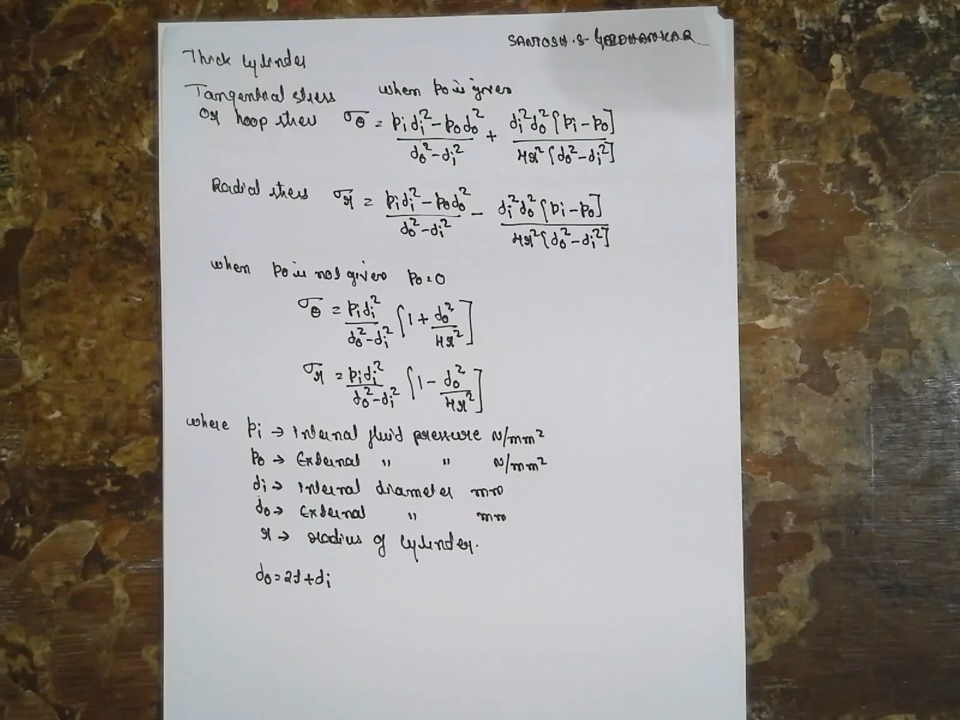 SANTOSH.S
Thick cylinder
Tangential stress when po is given
Or hoop stress σθ = (pi di² − po do²)/(do² − di²) + di² do² [pi − po]/(4r² [do² − di²])
Radial stress σr = (pi di² − po do²)/(do² − di²) − di² do² [pi − po]/(4r² [do² − di²])
when po is not given po = 0
σθ = pi di²/(do² − di²) [1 + do²/4r²]
σr = pi di²/(do² − di²) [1 − do²/4r²]
where pi → Internal fluid pressure N/mm²
po → External " " N/mm²
di → Internal diameter mm
do → External " mm
r → radius of cylinder.
do = 2t + di